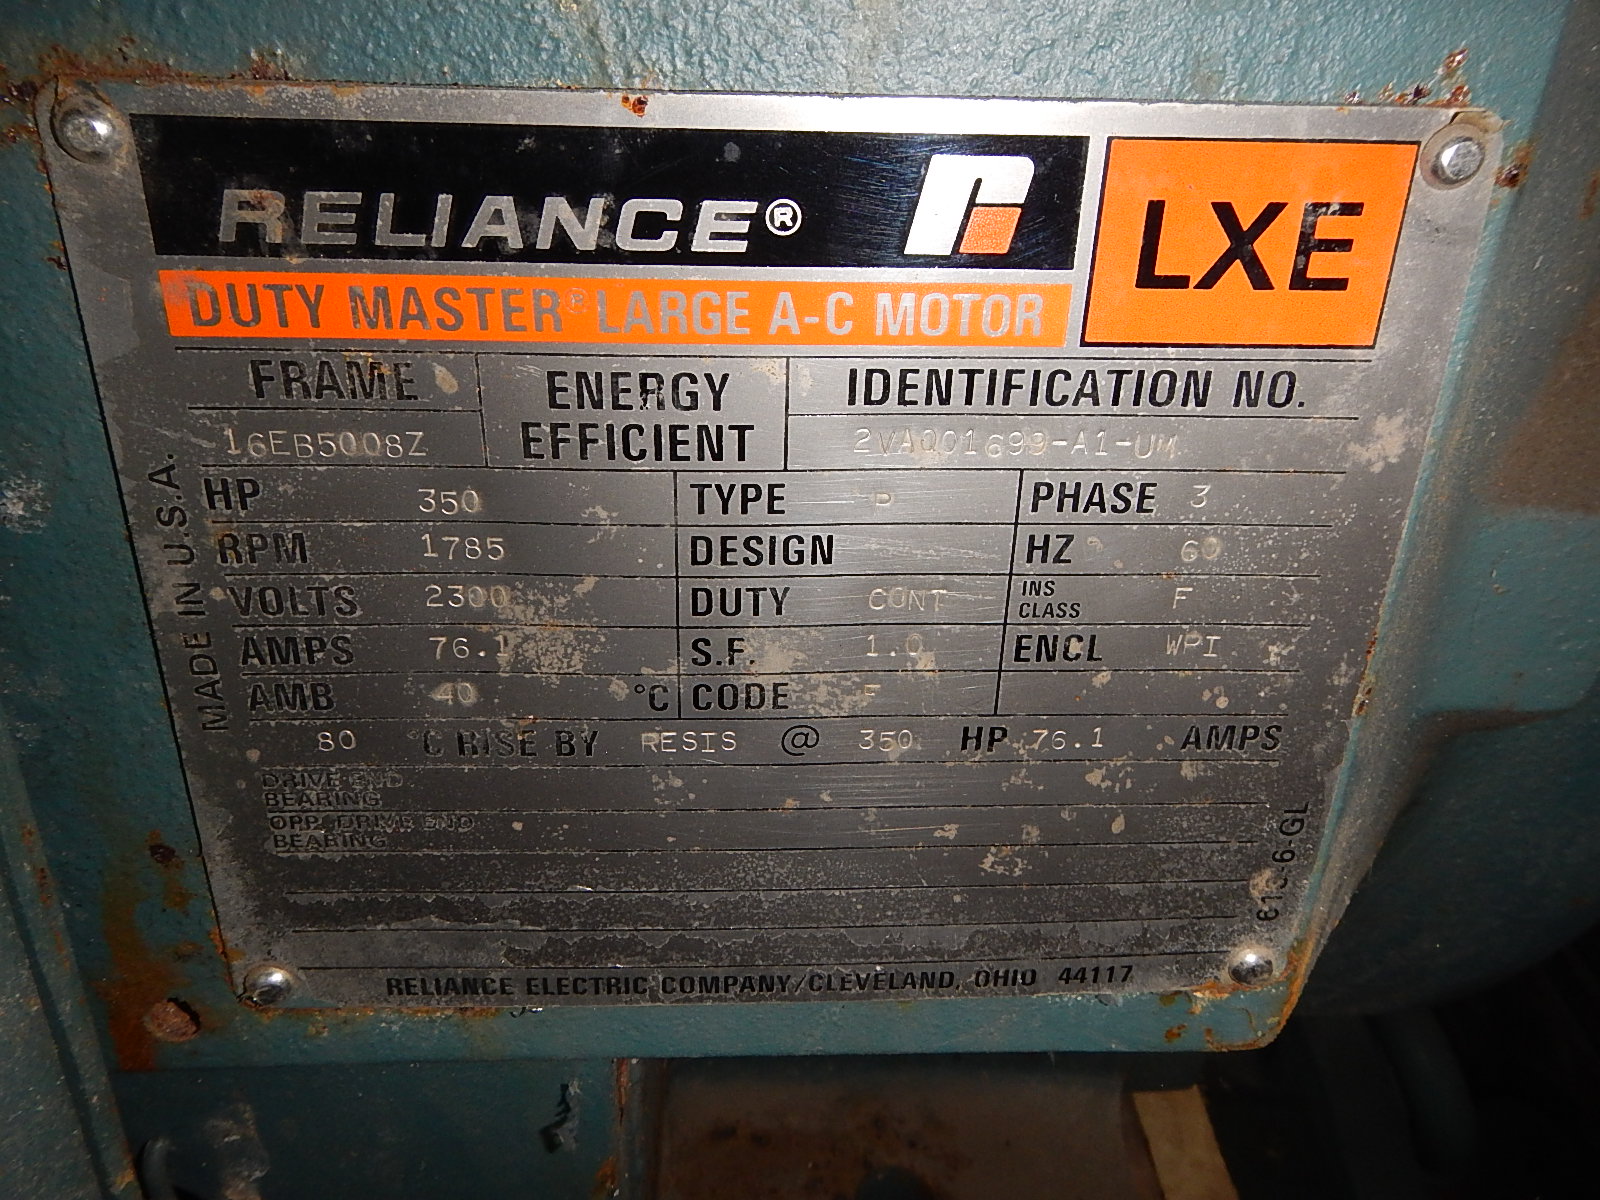 RELIANCE®
LXE
DUTY MASTER® LARGE A-C MOTOR
FRAME
ENERGY EFFICIENT
IDENTIFICATION NO.
16EB5008Z
2VAQ01699-A1-UM
HP 350 TYPE P PHASE 3
RPM 1785 DESIGN HZ 60
VOLTS 2300 DUTY CONT INS CLASS F
AMPS 76.1 S.F. 1.0 ENCL WPI
AMB 40 °C CODE F
80 °C RISE BY RESIS @ 350 HP 76.1 AMPS
DRIVE END
BEARING
OPP. DRIVE END
BEARING
RELIANCE ELECTRIC COMPANY/CLEVELAND, OHIO 44117
MADE IN U.S.A.